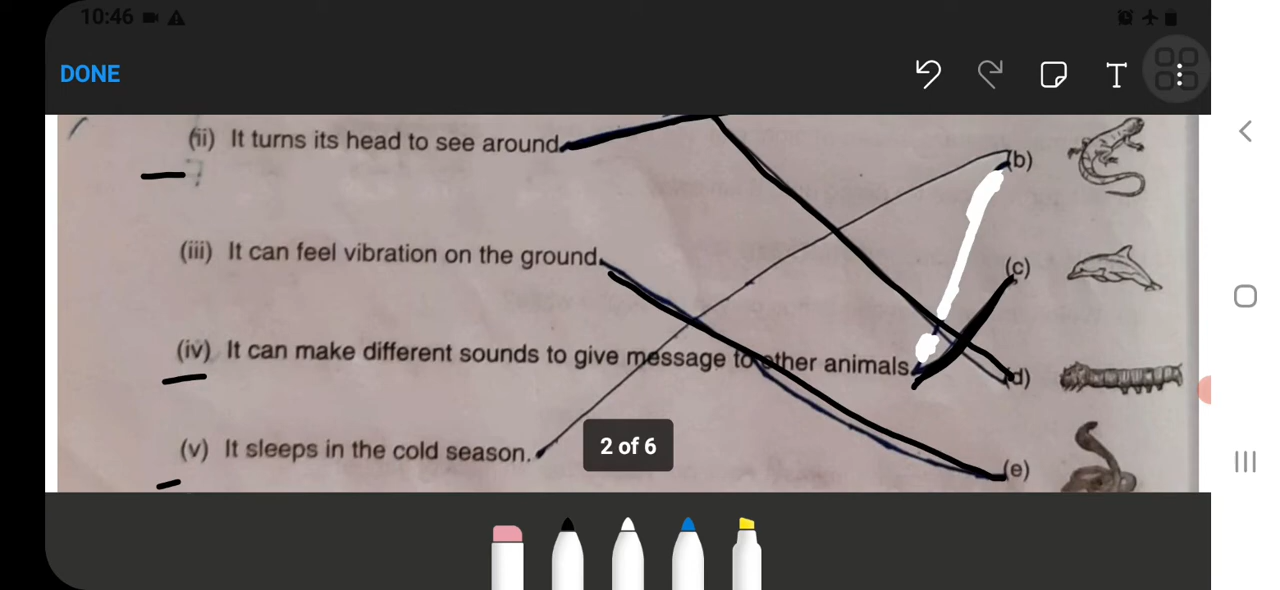 10:46
DONE
T
(ii) It turns its head to see around.
(b)
(iii) It can feel vibration on the ground.
(c)
(iv) It can make different sounds to give message to other animals.
(d)
(v) It sleeps in the cold season.
2 of 6
(e)